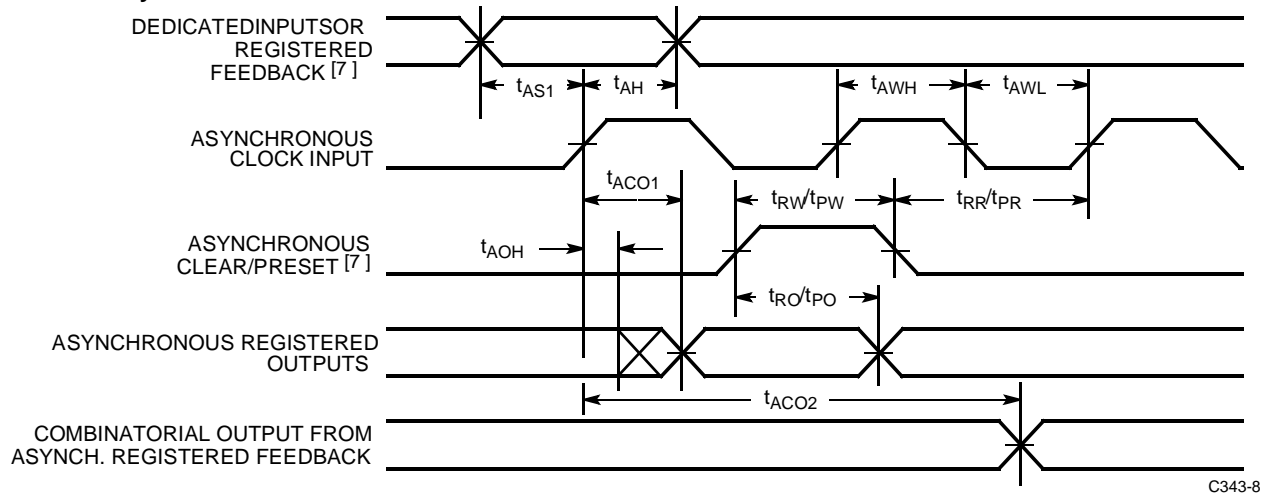 DEDICATEDINPUTSOR
REGISTERED
FEEDBACK [7 ]
tAS1
tAH
tAWH
tAWL
ASYNCHRONOUS
CLOCK INPUT
tACO1
tRW/tPW
tRR/tPR
ASYNCHRONOUS
CLEAR/PRESET [7 ]
tAOH
tRO/tPO
ASYNCHRONOUS REGISTERED
OUTPUTS
tACO2
COMBINATORIAL OUTPUT FROM
ASYNCH. REGISTERED FEEDBACK
C343-8